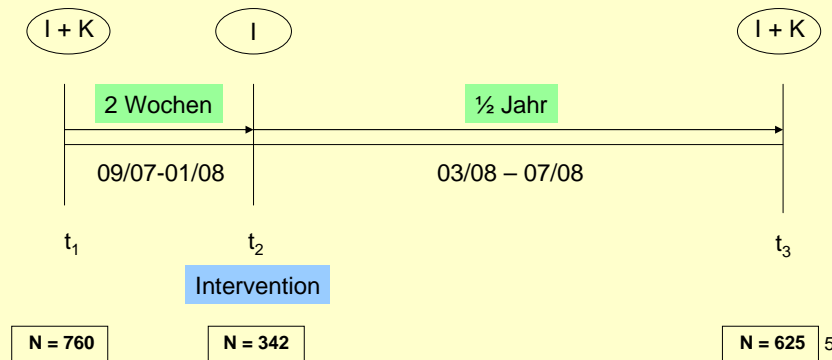 I + K I I + K
2 Wochen ½ Jahr
09/07-01/08 03/08 – 07/08
t₁ t₂ t₃
Intervention
N = 760 N = 342 N = 625 5